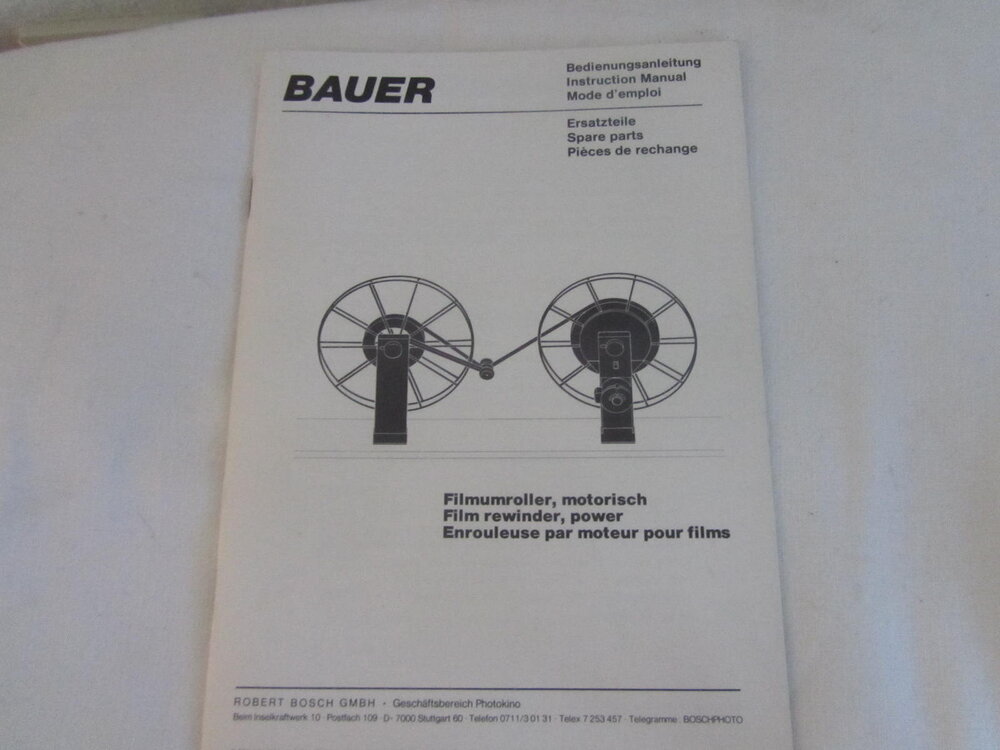 BAUER
Bedienungsanleitung
Instruction Manual
Mode d'emploi
Ersatzteile
Spare parts
Pièces de rechange
Filmumroller, motorisch
Film rewinder, power
Enrouleuse par moteur pour films
ROBERT BOSCH GMBH · Geschäftsbereich Photokino
Beim Inselkraftwerk 10 · Postfach 109 · D- 7000 Stuttgart 60 · Telefon 0711/3 01 31 · Telex 7 253 457 · Telegramme : BOSCHPHOTO